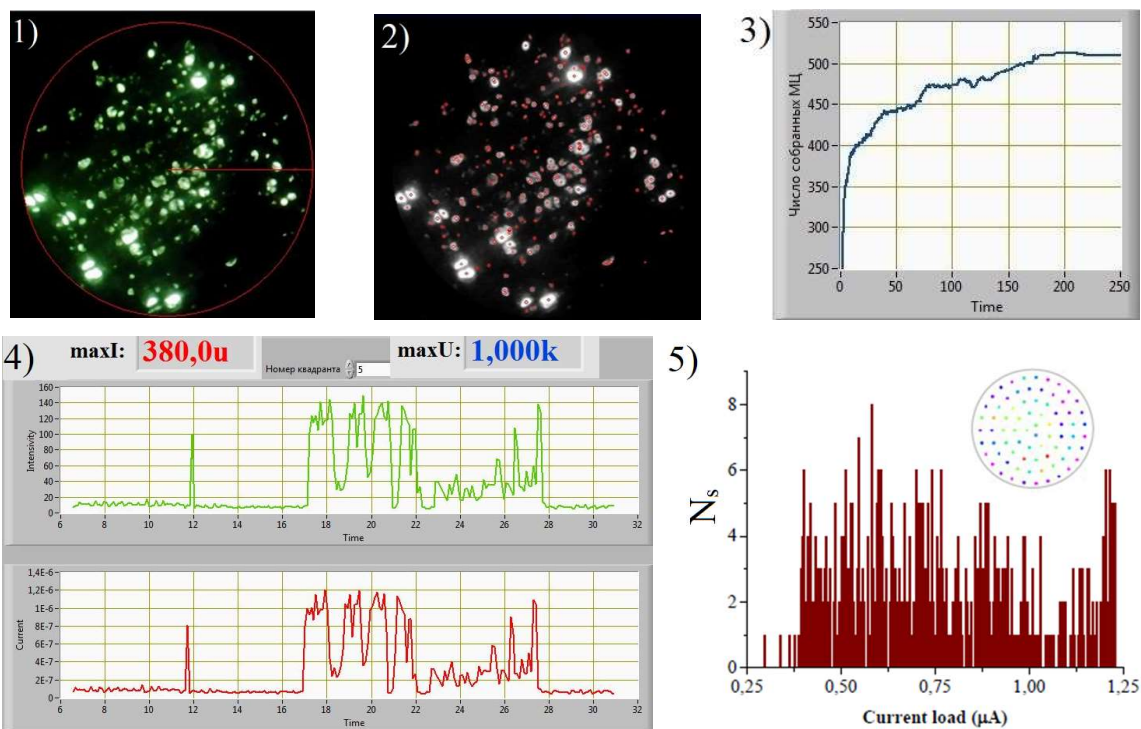 1)
2)
3)
550
500
450
400
350
300
250
Число собранных МЦ
0 50 100 150 200 250
Time
4)
maxI: 380,0u
Номер квадранта 5
maxU: 1,000k
160
140
120
100
80
60
40
20
0
Intensivity
6 8 10 12 14 16 18 20 22 24 26 28 30 32
Time
1,4E-6
1,2E-6
1E-6
8E-7
6E-7
4E-7
2E-7
0
Current
6 8 10 12 14 16 18 20 22 24 26 28 30 32
Time
5)
8
6
4
2
0
Ns
0,25 0,50 0,75 1,00 1,25
Current load (μA)